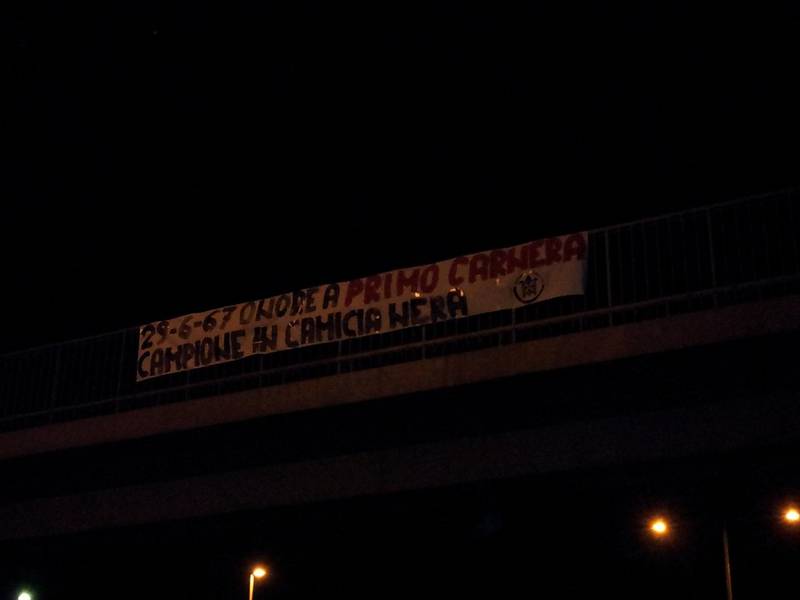 29-6-67 ONORE A PRIMO CARNERA
CAMPIONE IN CAMICIA NERA